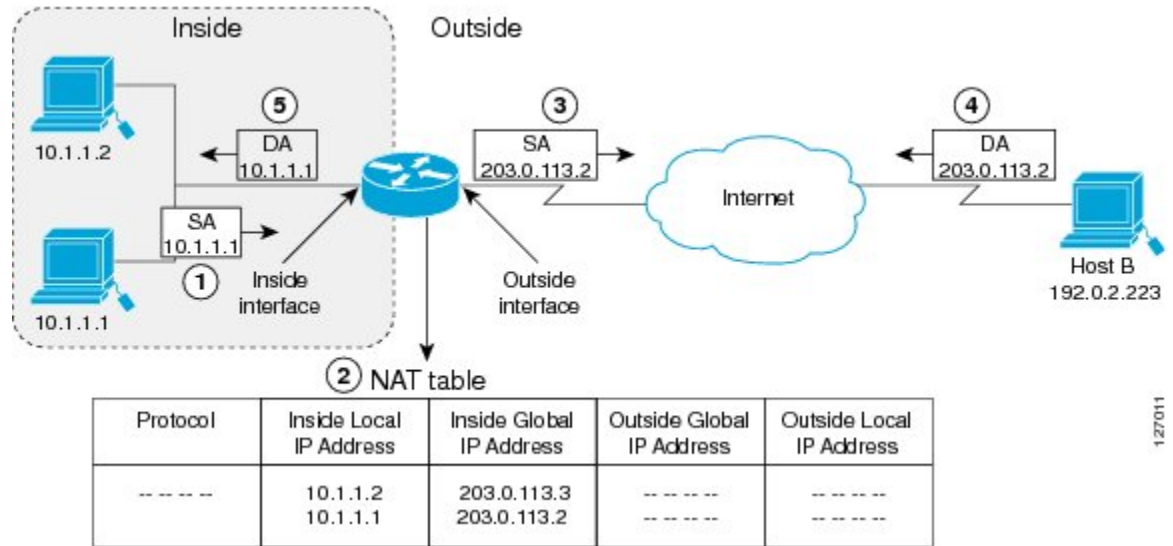 Inside
Outside
10.1.1.2
5
DA
10.1.1.1
3
SA
203.0.113.2
4
DA
203.0.113.2
Internet
SA
10.1.1.1
1
10.1.1.1
Inside
interface
Outside
interface
Host B
192.0.2.223
2 NAT table
Protocol
Inside Local
IP Address
Inside Global
IP Address
Outside Global
IP Address
Outside Local
IP Address
-- -- -- --
10.1.1.2
203.0.113.3
-- -- -- --
-- -- -- --
10.1.1.1
203.0.113.2
-- -- -- --
-- -- -- --
127011